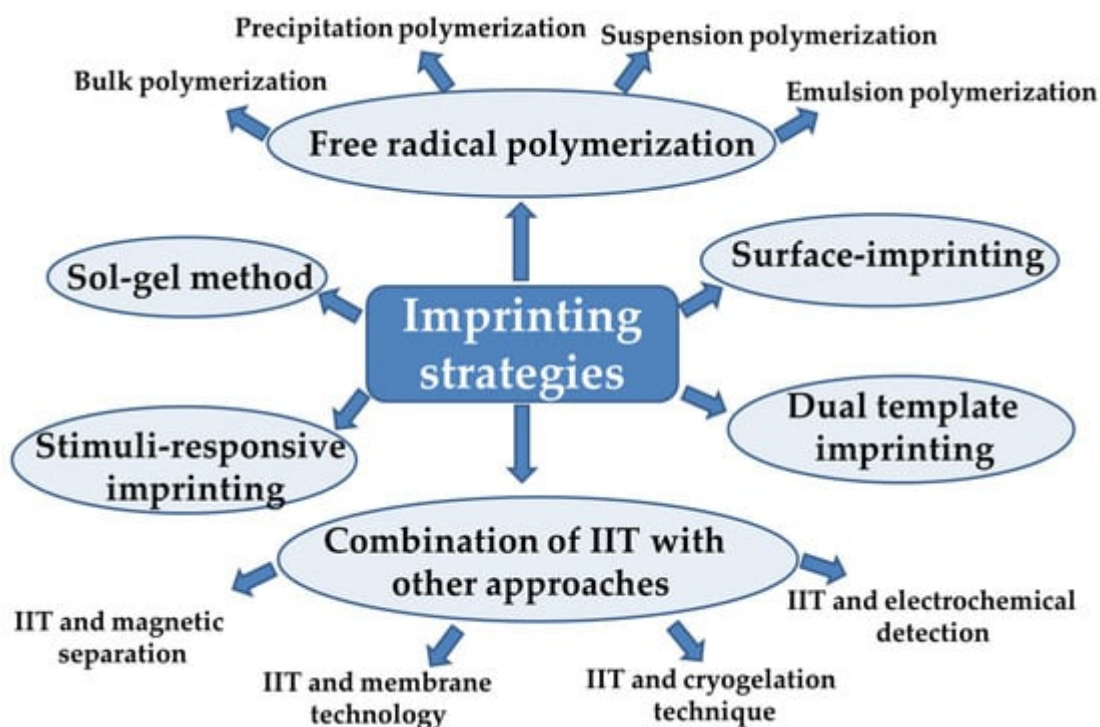 Precipitation polymerization
Suspension polymerization
Bulk polymerization
Emulsion polymerization
Free radical polymerization
Sol-gel method
Surface-imprinting
Imprinting
strategies
Stimuli-responsive
imprinting
Dual template
imprinting
Combination of IIT with
other approaches
IIT and magnetic
separation
IIT and membrane
technology
IIT and cryogelation
technique
IIT and electrochemical
detection